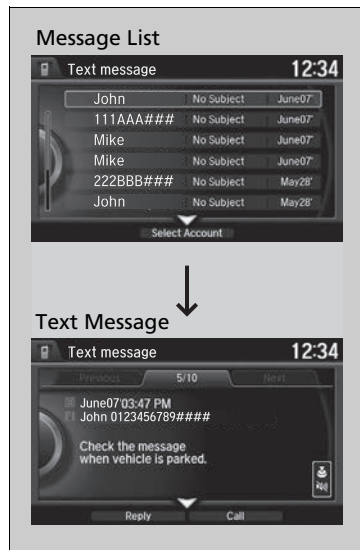 Message List
Text message 12:34
John No Subject June07'
111AAA### No Subject June07'
Mike No Subject June07'
Mike No Subject June07'
222BBB### No Subject May28'
John No Subject May28'
Select Account
Text Message
Text message 12:34
Previous 5/10 Next
June07'03:47 PM
John 0123456789####
Check the message
when vehicle is parked.
Reply Call